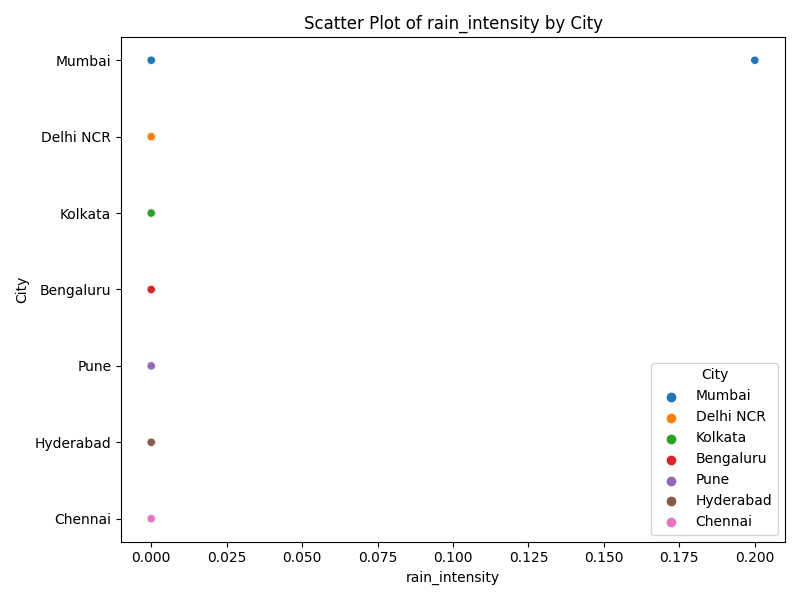 Scatter Plot of rain_intensity by City
City
Mumbai
Delhi NCR
Kolkata
Bengaluru
Pune
Hyderabad
Chennai
City
Mumbai
Delhi NCR
Kolkata
Bengaluru
Pune
Hyderabad
Chennai
0.000 0.025 0.050 0.075 0.100 0.125 0.150 0.175 0.200
rain_intensity